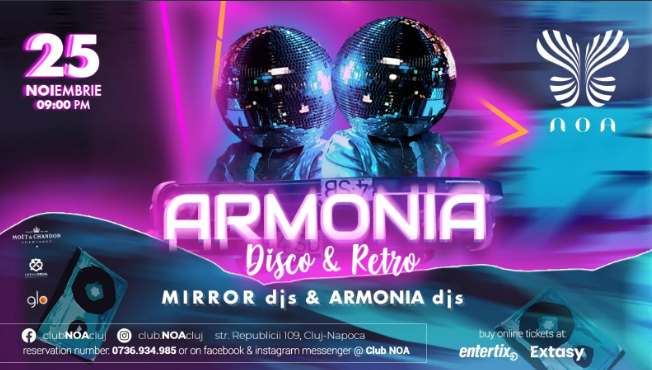 25
NOIEMBRIE
09:00 PM
NOA
ARMONIA
Disco & Retro
MOËT & CHANDON
CHAMPAGNE
glo
MIRROR djs & ARMONIA djs
clubNOAcluj club.NOAcluj str. Republicii 109, Cluj-Napoca
reservation number: 0736.934.985 or on facebook & instagram messenger @ Club NOA
buy online tickets at:
entertix Extasy